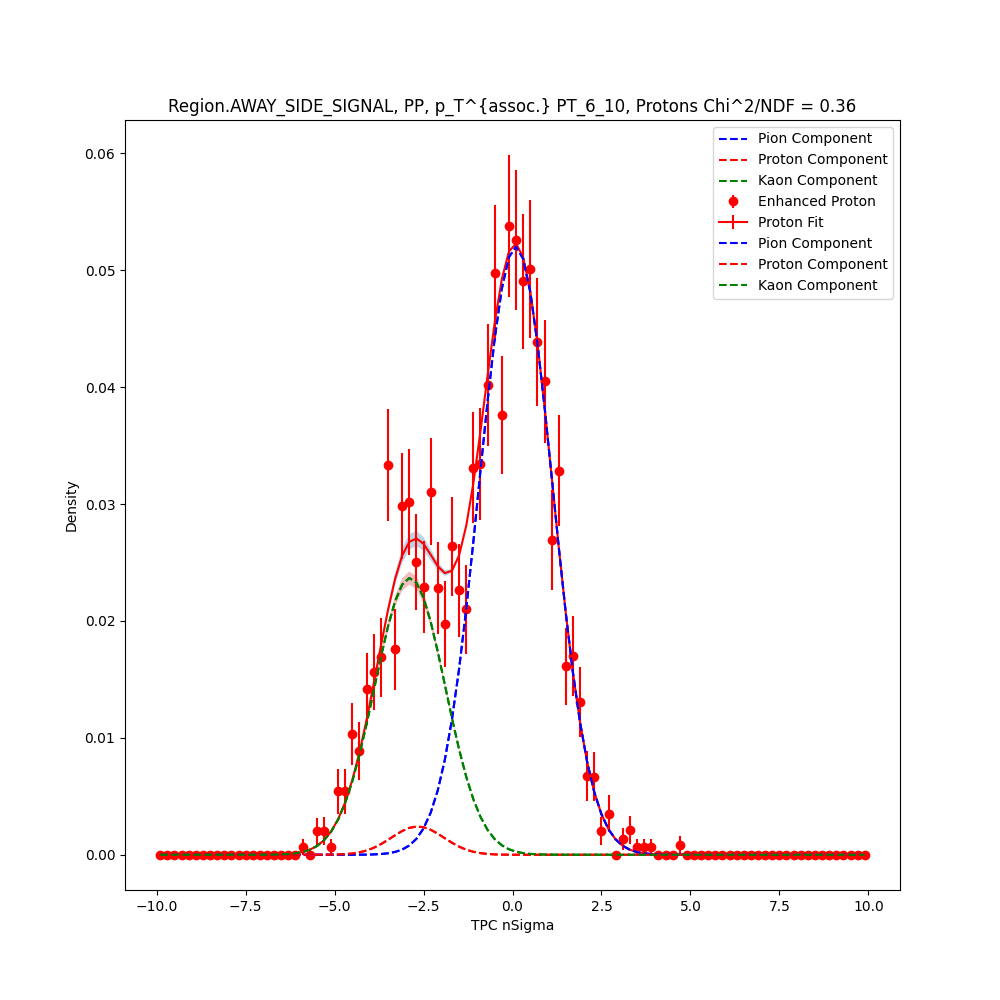 Region.AWAY_SIDE_SIGNAL, PP, p_T^{assoc.} PT_6_10, Protons Chi^2/NDF = 0.36
Pion Component
Proton Component
Kaon Component
Enhanced Proton
Proton Fit
Pion Component
Proton Component
Kaon Component
0.06
0.05
0.04
0.03
0.02
0.01
0.00
Density
−10.0 −7.5 −5.0 −2.5 0.0 2.5 5.0 7.5 10.0
TPC nSigma